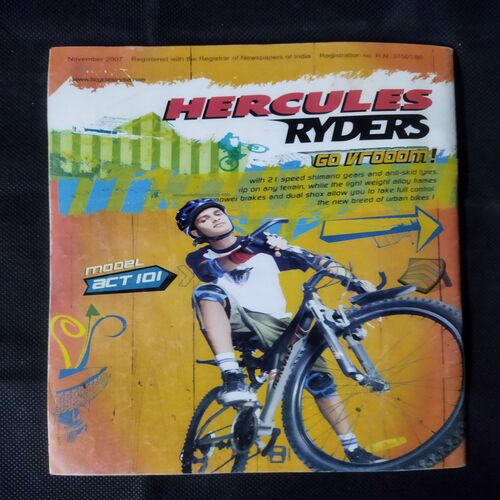 November 2007 Registered with the Registrar of Newspapers of India Registration no. R.N.
HERCULES
RYDERS
GO Vrooom!
with 21 speed shimano gears and anti-skid tyres,
rip on any terrain, while the light weight alloy frames
power brakes and dual shox allow you to take full control.
the new breed of urban bikes!
MODEL
ACT 101